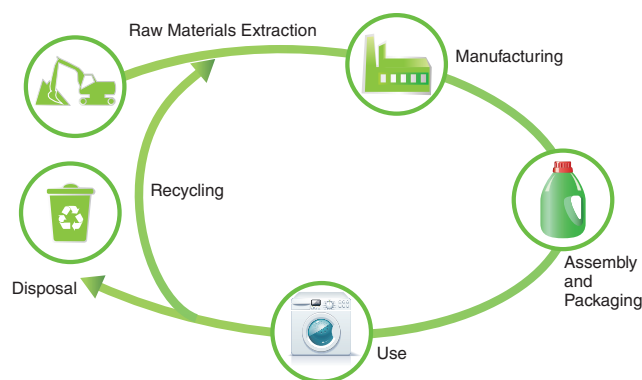 Raw Materials Extraction
Manufacturing
Recycling
Assembly
and
Packaging
Disposal
Use